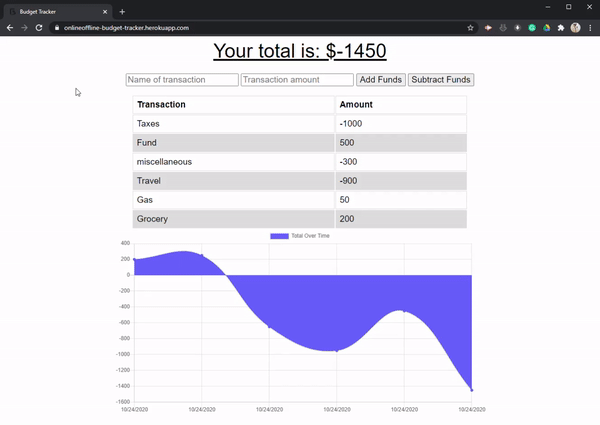 Budget Tracker
onlineoffline-budget-tracker.herokuapp.com
Your total is: $-1450
Name of transaction Transaction amount Add Funds Subtract Funds
Transaction Amount
Taxes -1000
Fund 500
miscellaneous -300
Travel -900
Gas 50
Grocery 200
Total Over Time
400
200
0
-200
-400
-600
-800
-1000
-1200
-1400
-1600
10/24/2020 10/24/2020 10/24/2020 10/24/2020 10/24/2020 10/24/2020